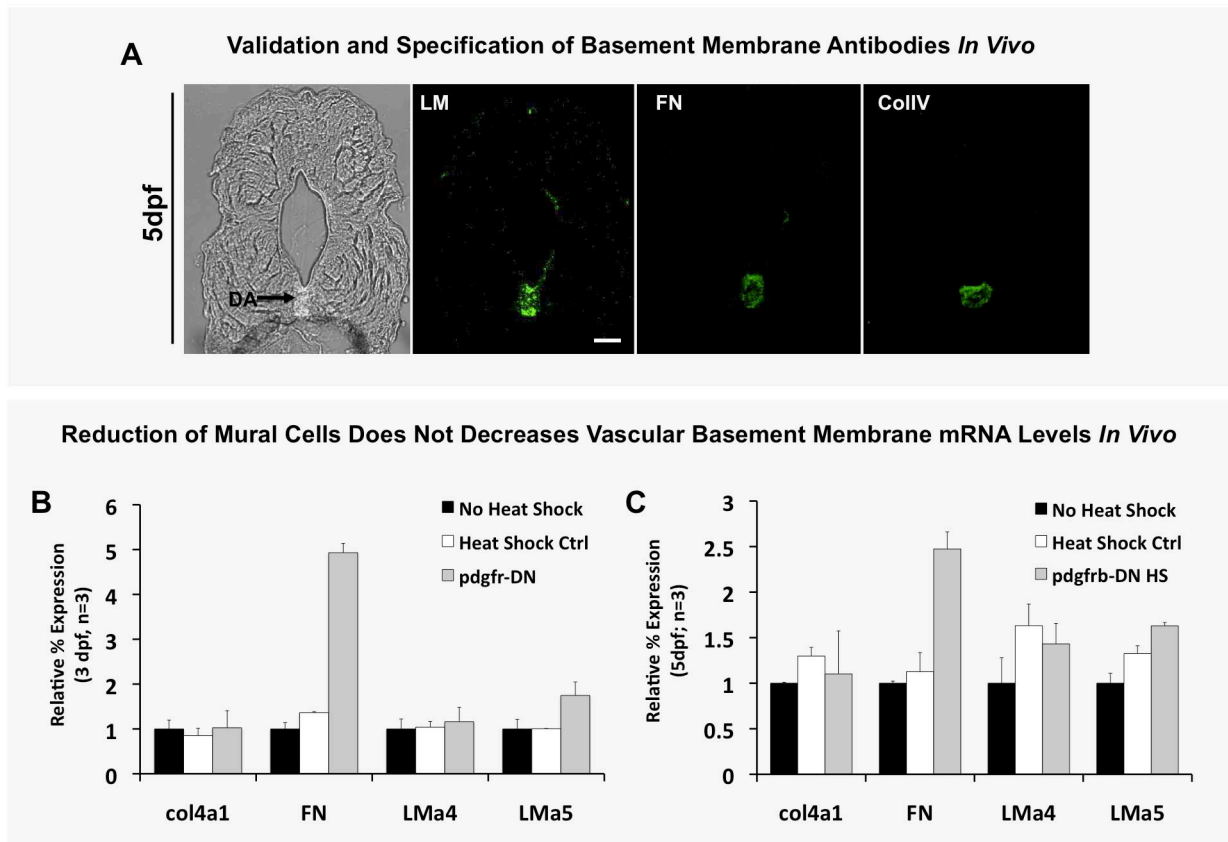 A
Validation and Specification of Basement Membrane Antibodies In Vivo
5dpf
DA
LM
FN
ColIV
Reduction of Mural Cells Does Not Decreases Vascular Basement Membrane mRNA Levels In Vivo
B
Relative % Expression
(3 dpf, n=3)
6
5
4
3
2
1
0
No Heat Shock
Heat Shock Ctrl
pdgfr-DN
col4a1
FN
LMa4
LMa5
C
Relative % Expression
(5dpf; n=3)
3
2.5
2
1.5
1
0.5
0
No Heat Shock
Heat Shock Ctrl
pdgfrb-DN HS
col4a1
FN
LMa4
LMa5